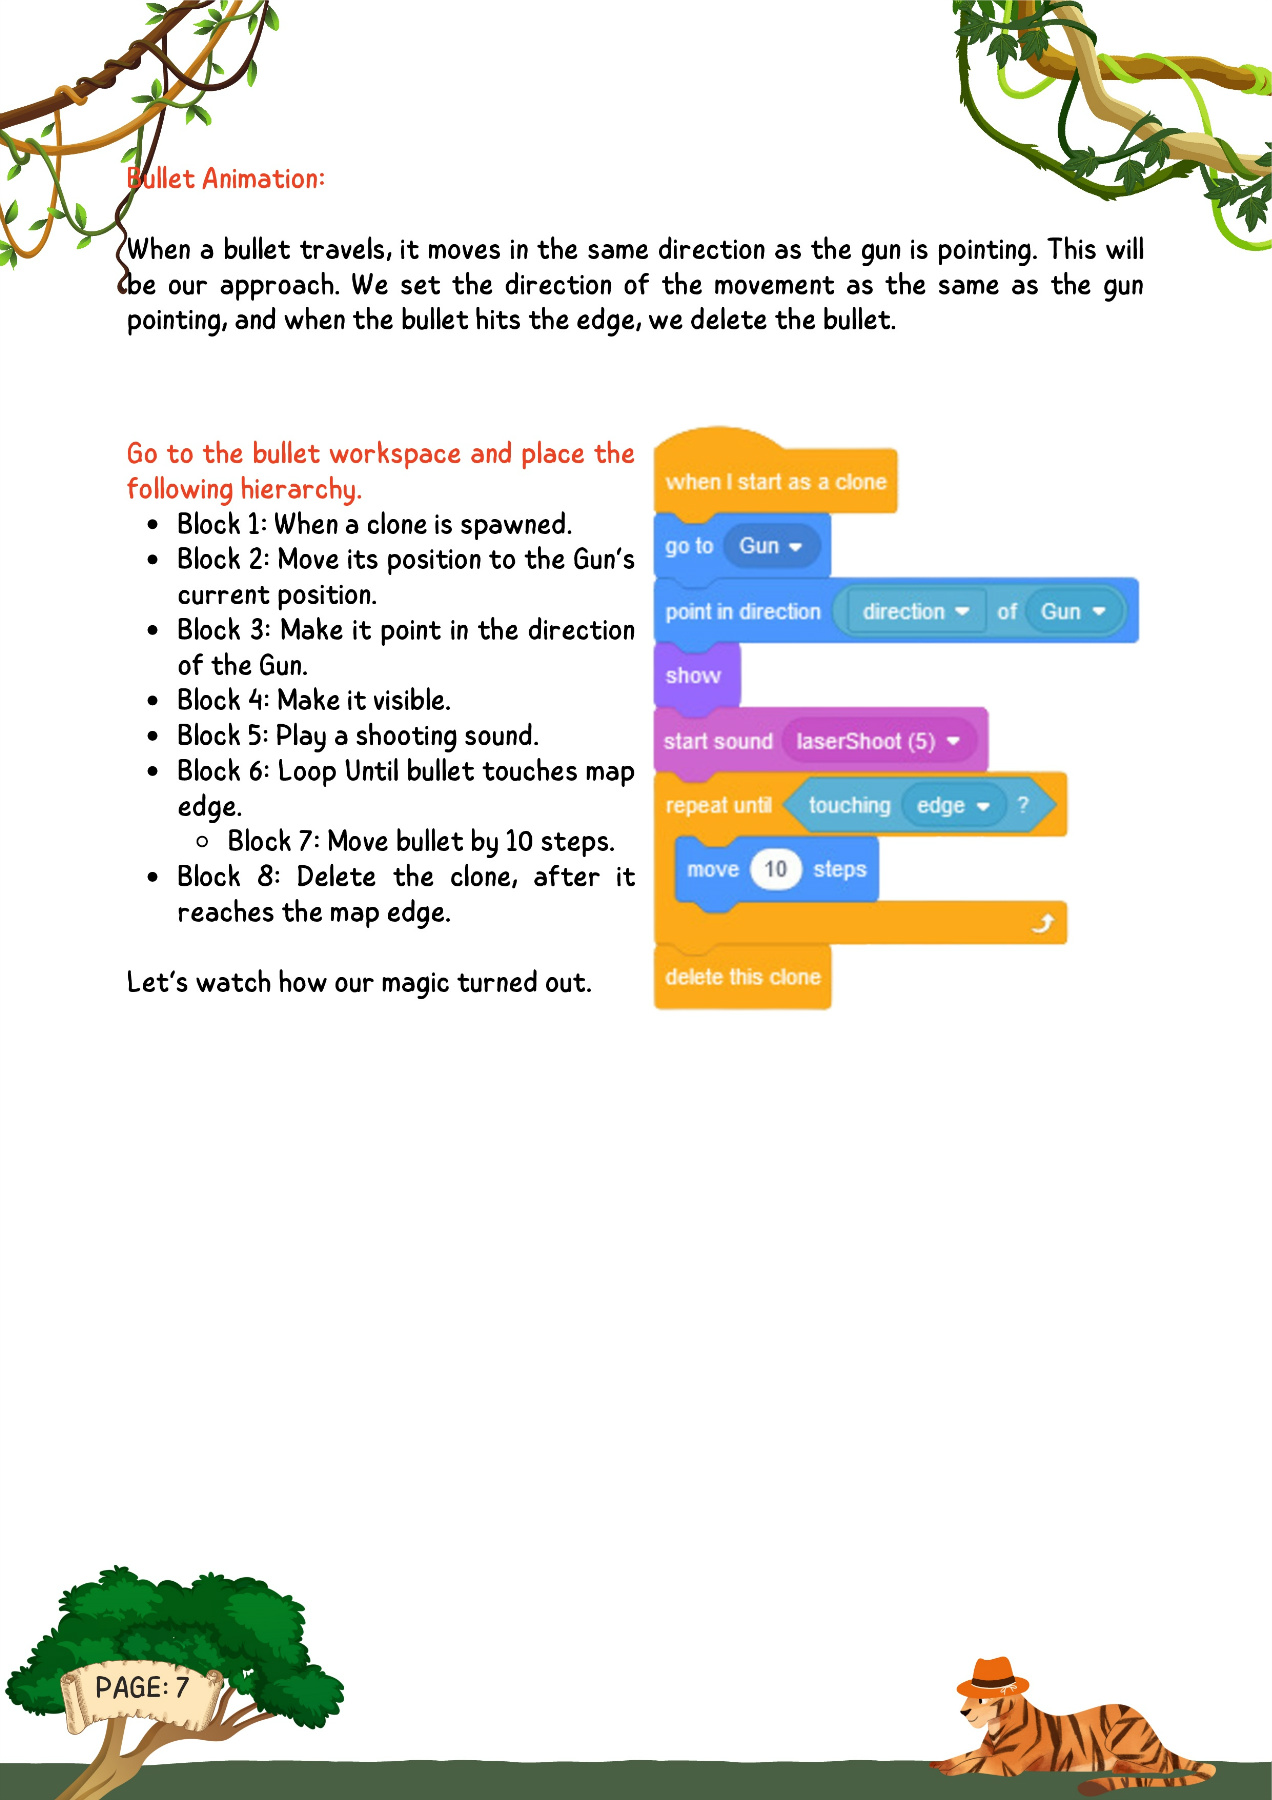 Bullet Animation:
When a bullet travels, it moves in the same direction as the gun is pointing. This will
be our approach. We set the direction of the movement as the same as the gun
pointing, and when the bullet hits the edge, we delete the bullet.
Go to the bullet workspace and place the
following hierarchy.
• Block 1: When a clone is spawned.
• Block 2: Move its position to the Gun's
current position.
• Block 3: Make it point in the direction
of the Gun.
• Block 4: Make it visible.
• Block 5: Play a shooting sound.
• Block 6: Loop Until bullet touches map
edge.
○ Block 7: Move bullet by 10 steps.
• Block 8: Delete the clone, after it
reaches the map edge.
Let's watch how our magic turned out.
when I start as a clone
go to Gun
point in direction direction of Gun
show
start sound laserShoot (5)
repeat until touching edge ?
move 10 steps
delete this clone
PAGE: 7